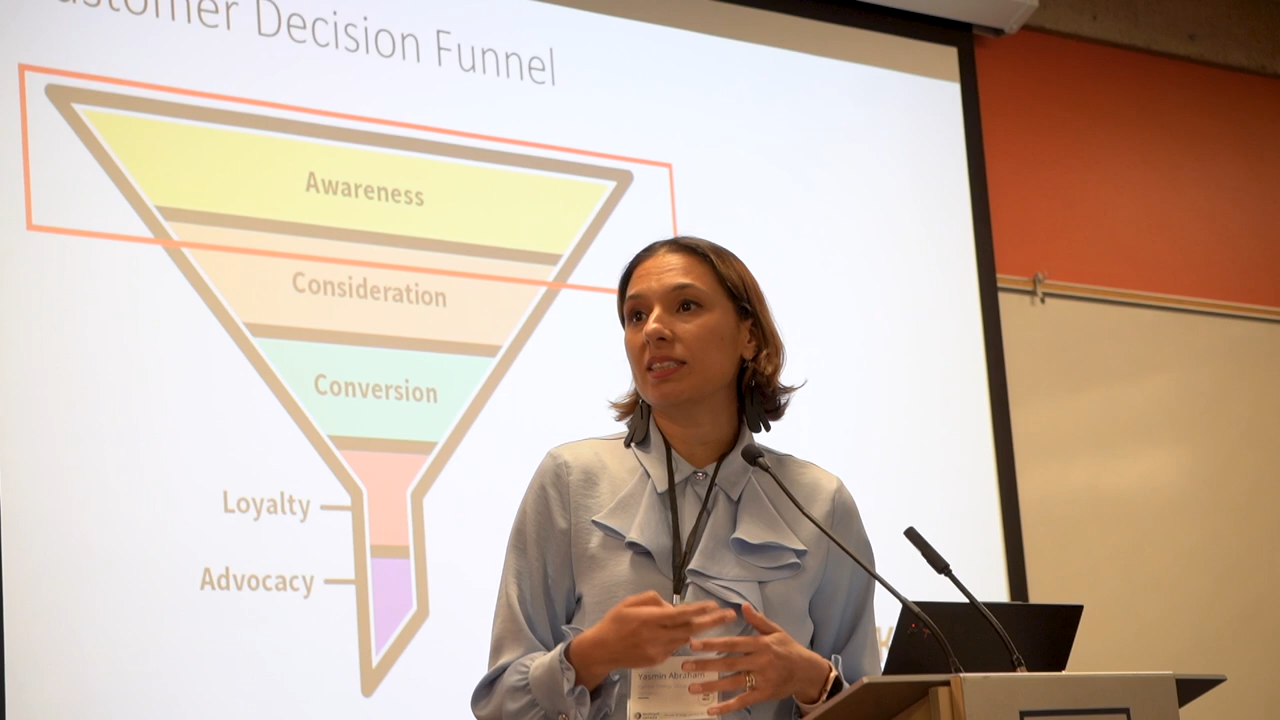 ustomer Decision Funnel
Awareness
Consideration
Conversion
Loyalty
Advocacy
Yasmin Abraham